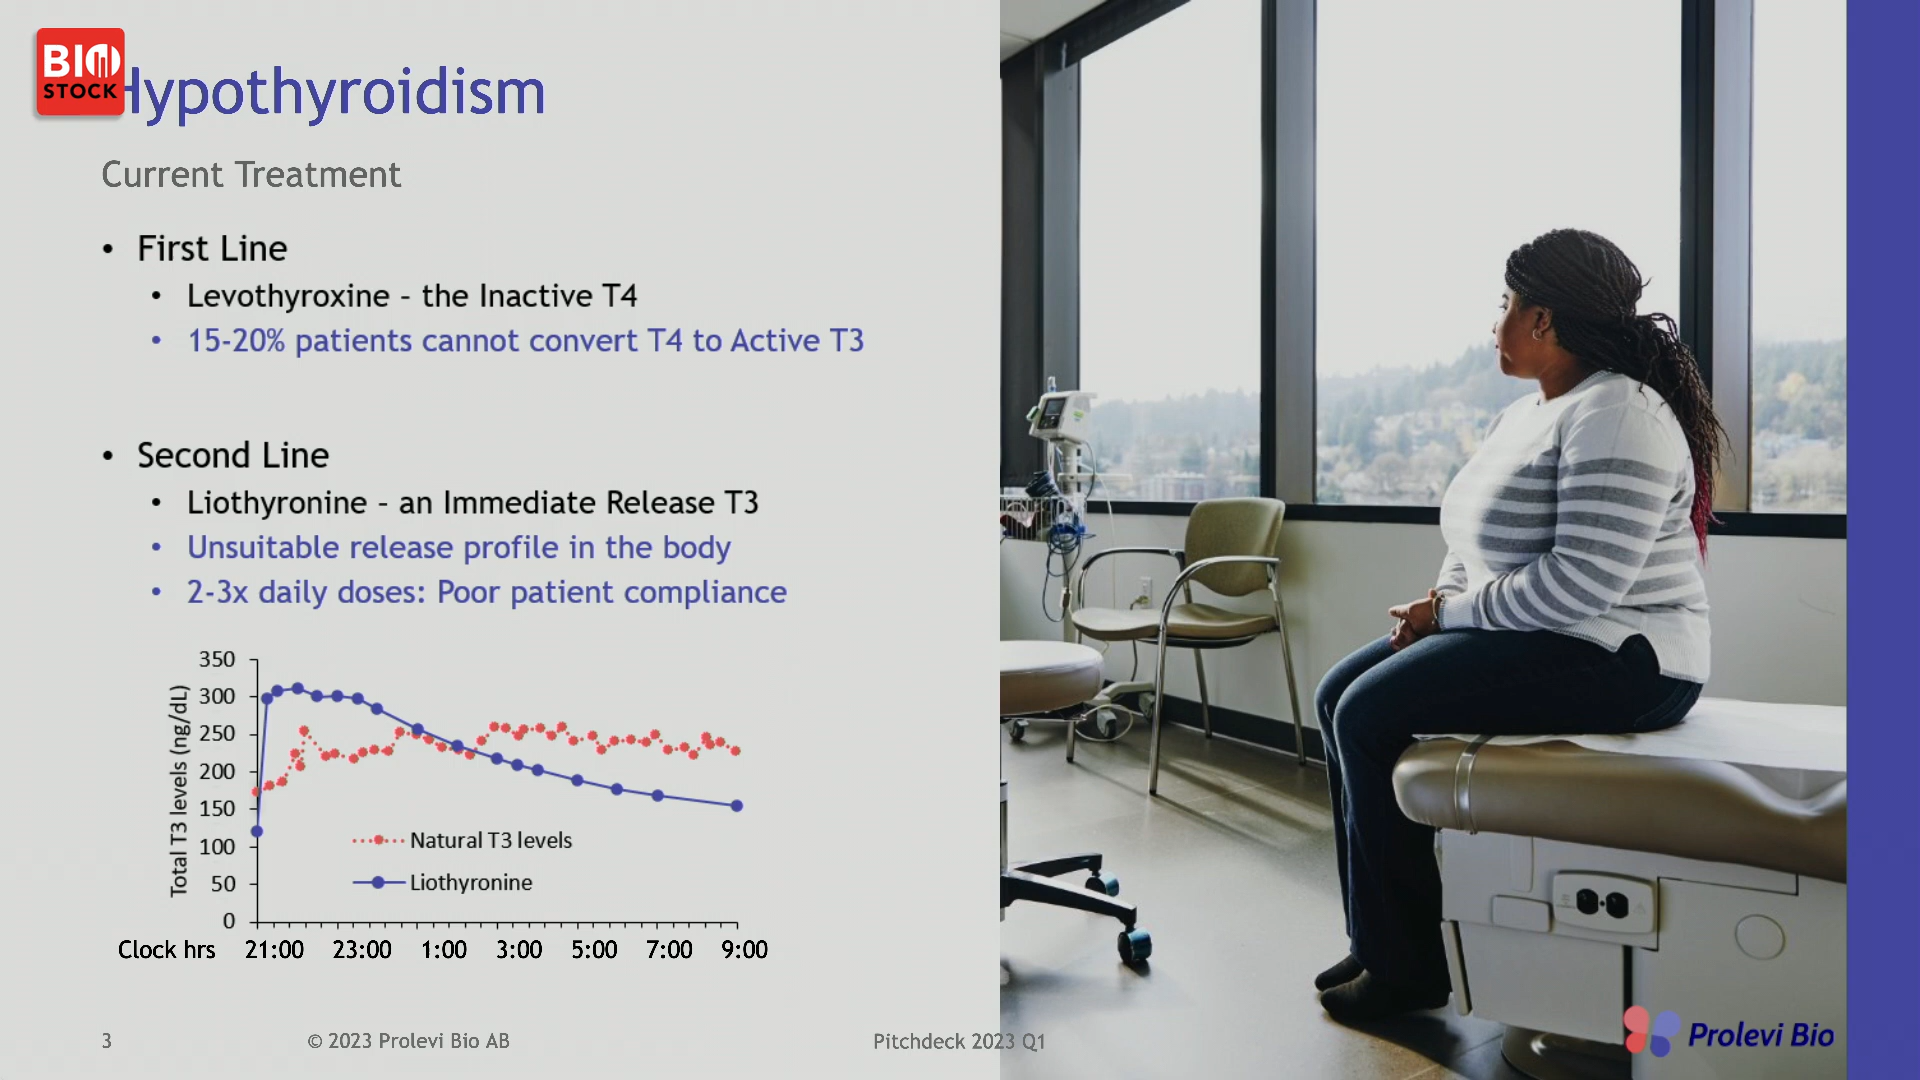 BIO
STOCK
Hypothyroidism
Current Treatment
• First Line
• Levothyroxine – the Inactive T4
• 15-20% patients cannot convert T4 to Active T3
• Second Line
• Liothyronine – an Immediate Release T3
• Unsuitable release profile in the body
• 2-3x daily doses: Poor patient compliance
Total T3 levels (ng/dL)
350
300
250
200
150
100
50
0
Natural T3 levels
Liothyronine
Clock hrs 21:00 23:00 1:00 3:00 5:00 7:00 9:00
3 © 2023 Prolevi Bio AB Pitchdeck 2023 Q1
Prolevi Bio